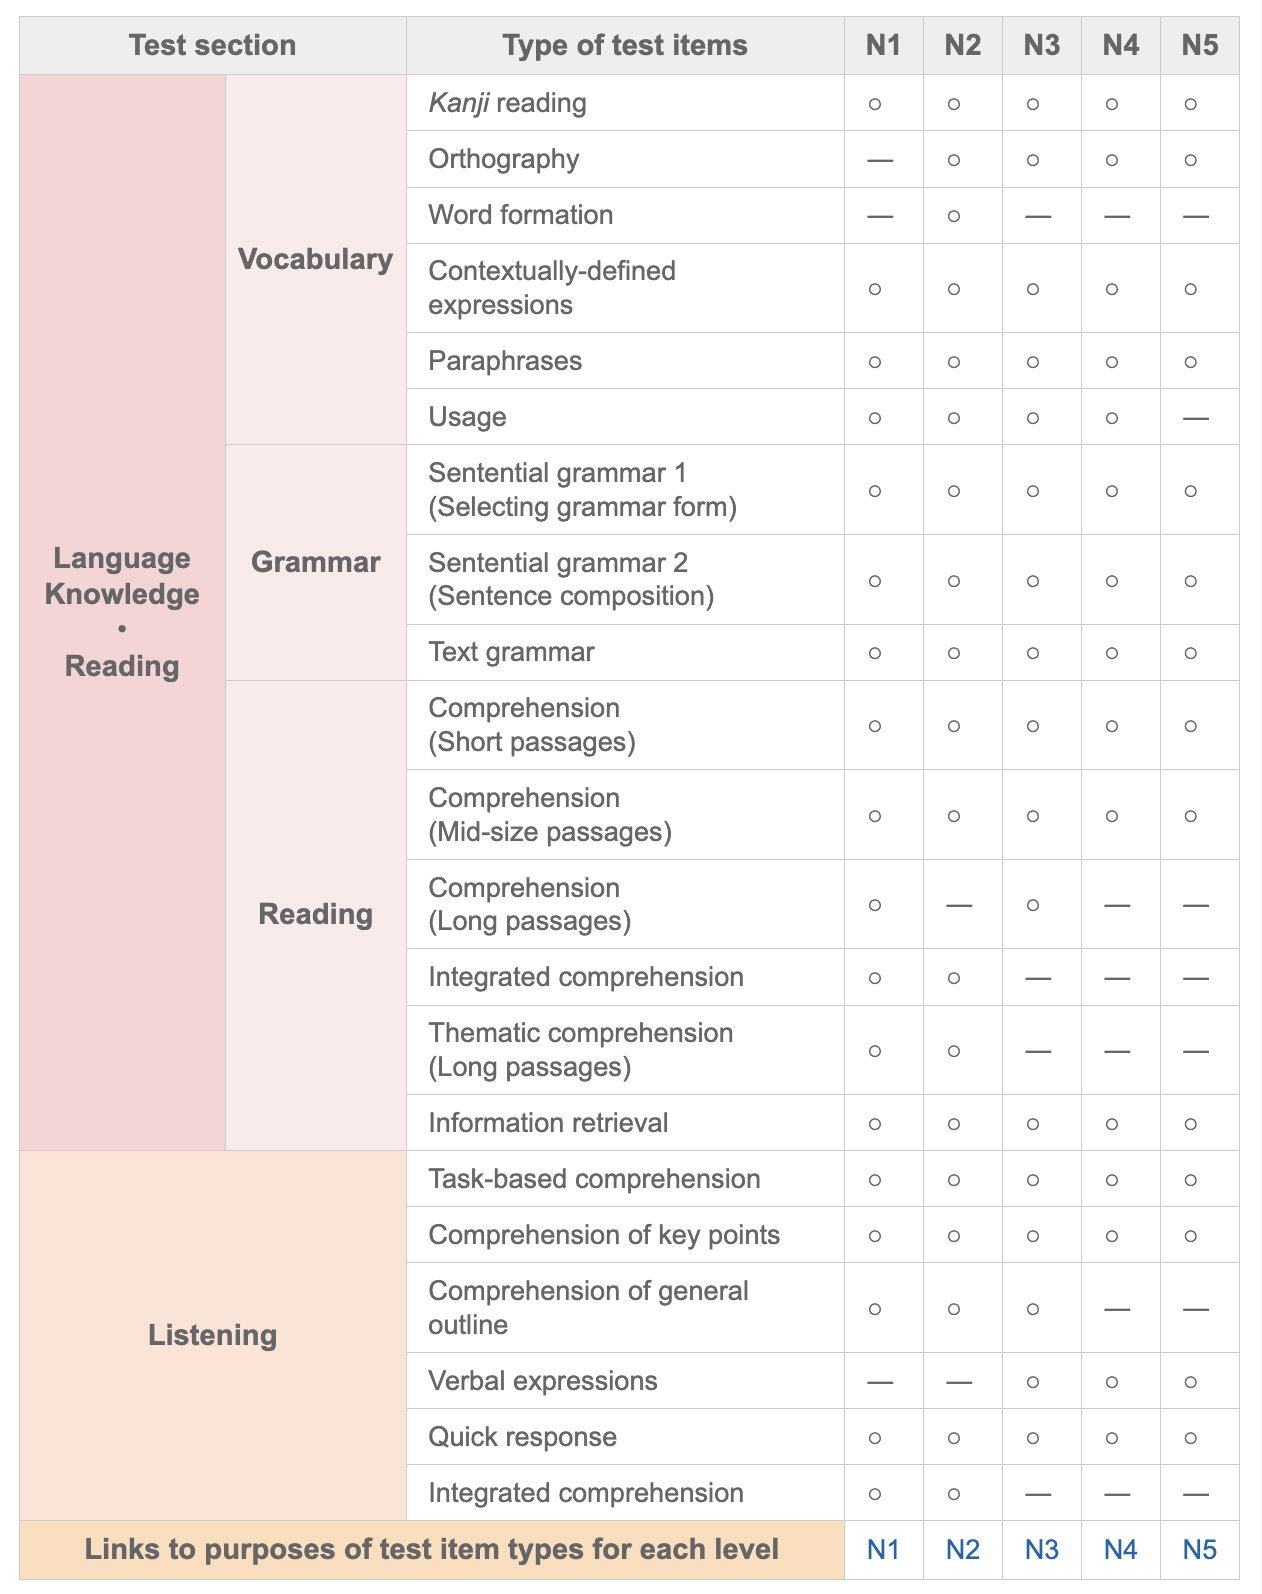 Test section Type of test items N1 N2 N3 N4 N5
Language
Knowledge
•
Reading
Vocabulary
Kanji reading ○ ○ ○ ○ ○
Orthography — ○ ○ ○ ○
Word formation — ○ — — —
Contextually-defined
expressions ○ ○ ○ ○ ○
Paraphrases ○ ○ ○ ○ ○
Usage ○ ○ ○ ○ —
Grammar
Sentential grammar 1
(Selecting grammar form) ○ ○ ○ ○ ○
Sentential grammar 2
(Sentence composition) ○ ○ ○ ○ ○
Text grammar ○ ○ ○ ○ ○
Reading
Comprehension
(Short passages) ○ ○ ○ ○ ○
Comprehension
(Mid-size passages) ○ ○ ○ ○ ○
Comprehension
(Long passages) ○ — ○ — —
Integrated comprehension ○ ○ — — —
Thematic comprehension
(Long passages) ○ ○ — — —
Information retrieval ○ ○ ○ ○ ○
Listening
Task-based comprehension ○ ○ ○ ○ ○
Comprehension of key points ○ ○ ○ ○ ○
Comprehension of general
outline ○ ○ ○ — —
Verbal expressions — — ○ ○ ○
Quick response ○ ○ ○ ○ ○
Integrated comprehension ○ ○ — — —
Links to purposes of test item types for each level N1 N2 N3 N4 N5